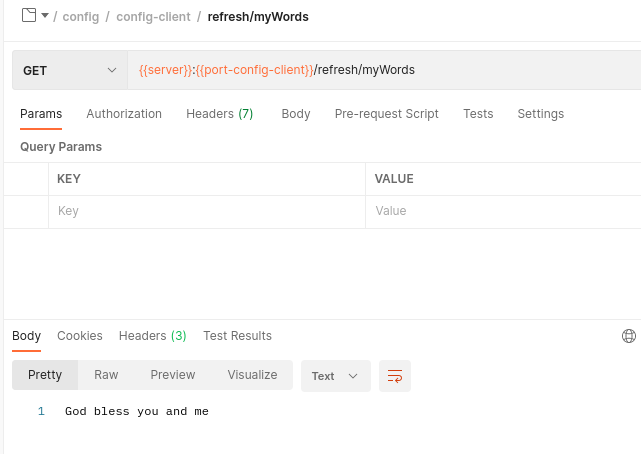 / config / config-client / refresh/myWords
GET {{server}}:{{port-config-client}}/refresh/myWords
Params Authorization Headers (7) Body Pre-request Script Tests Settings
Query Params
KEY VALUE
Key Value
Body Cookies Headers (3) Test Results
Pretty Raw Preview Visualize Text
1 God bless you and me